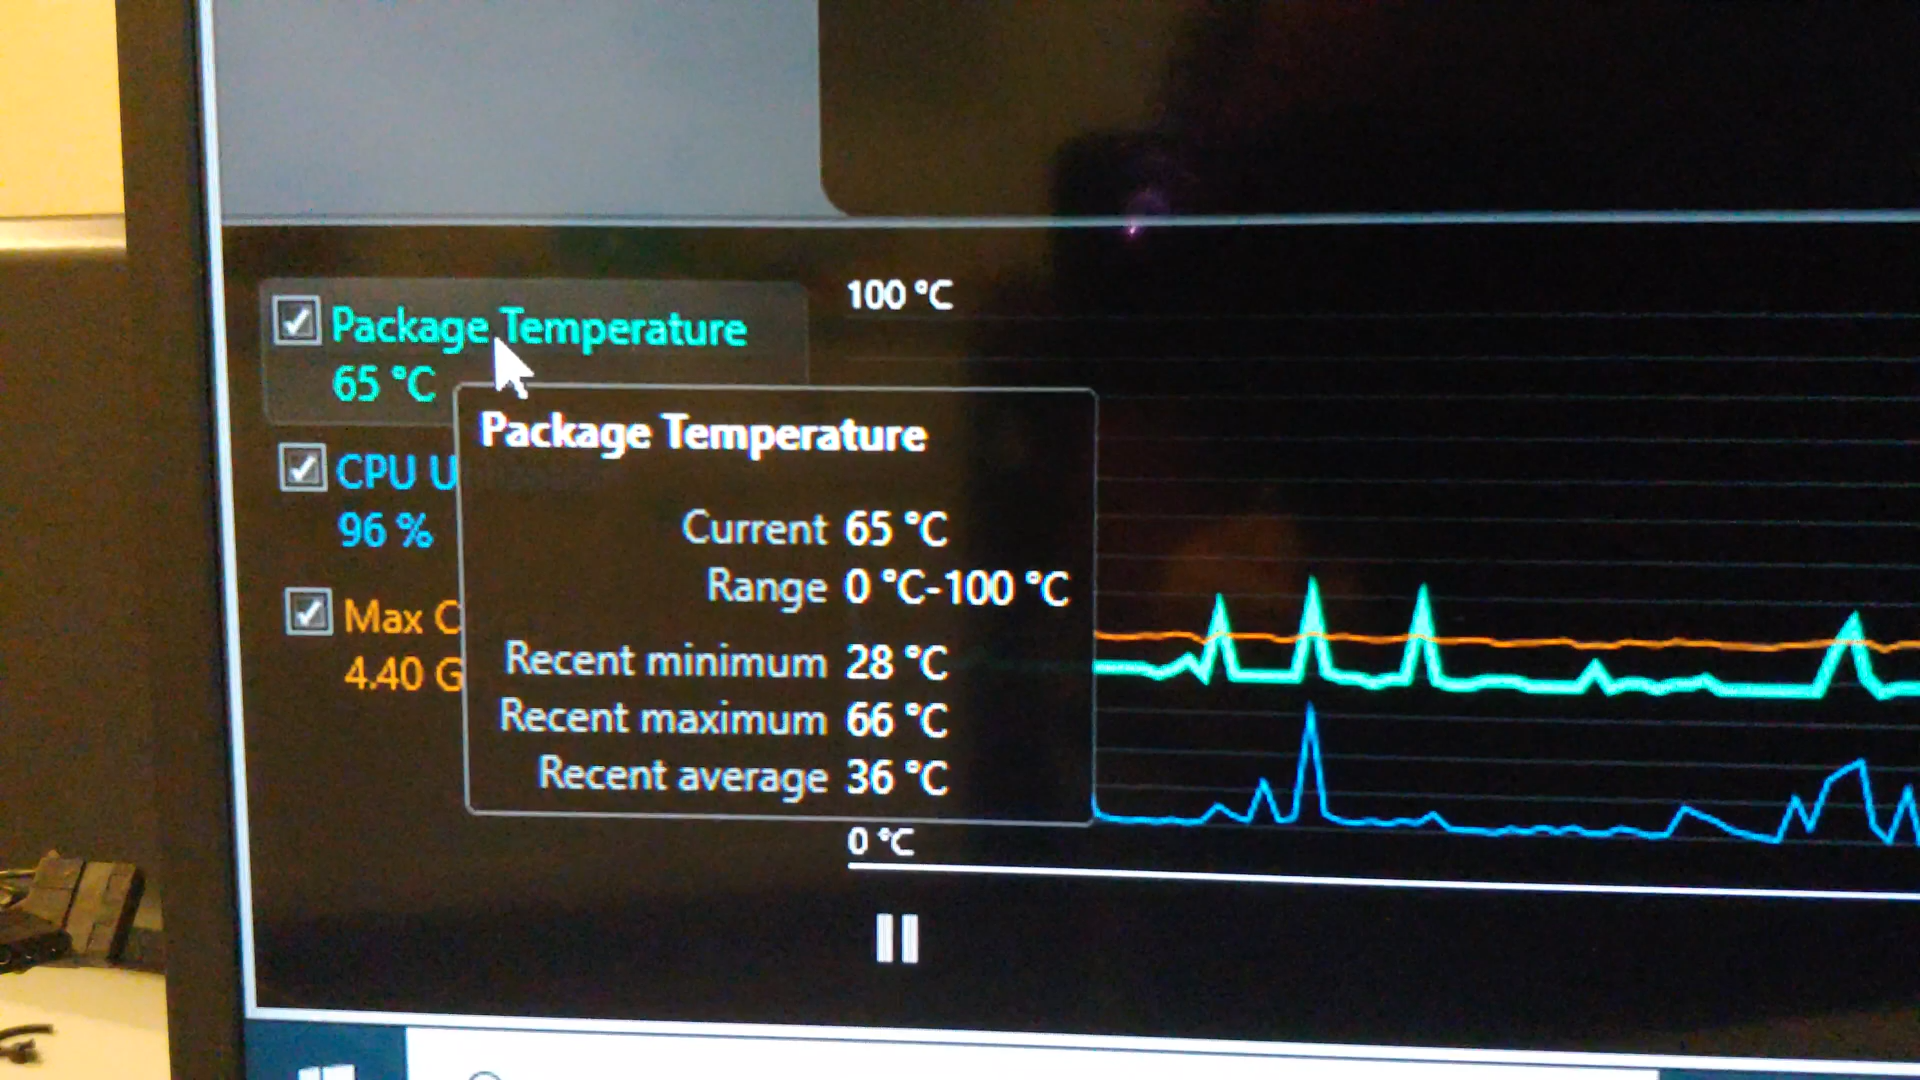 100 °C
Package Temperature
65 °C
Package Temperature
CPU U
96 %
Current 65 °C
Range 0 °C-100 °C
Max C
4.40 G
Recent minimum 28 °C
Recent maximum 66 °C
Recent average 36 °C
0 °C